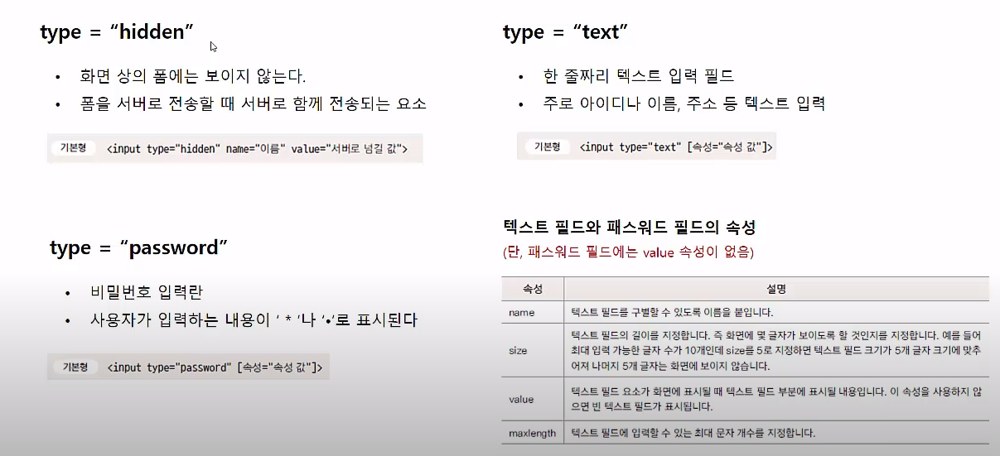 type = “hidden”
• 화면 상의 폼에는 보이지 않는다.
• 폼을 서버로 전송할 때 서버로 함께 전송되는 요소
기본형 <input type="hidden" name="이름" value="서버로 넘길 값">
type = “text”
• 한 줄짜리 텍스트 입력 필드
• 주로 아이디나 이름, 주소 등 텍스트 입력
기본형 <input type="text" [속성="속성 값"]>
type = “password”
• 비밀번호 입력란
• 사용자가 입력하는 내용이 ‘ * ’나 ‘•‘로 표시된다
기본형 <input type="password" [속성="속성 값"]>
텍스트 필드와 패스워드 필드의 속성
(단, 패스워드 필드에는 value 속성이 없음)
속성 설명
name 텍스트 필드를 구별할 수 있도록 이름을 붙입니다.
size 텍스트 필드의 길이를 지정합니다. 즉 화면에 몇 글자가 보이도록 할 것인지를 지정합니다. 예를 들어
최대 입력 가능한 글자 수가 10개인데 size를 5로 지정하면 텍스트 필드 크기가 5개 글자 크기에 맞추
어져 나머지 5개 글자는 화면에 보이지 않습니다.
value 텍스트 필드 요소가 화면에 표시될 때 텍스트 필드 부분에 표시될 내용입니다. 이 속성을 사용하지 않
으면 빈 텍스트 필드가 표시됩니다.
maxlength 텍스트 필드에 입력할 수 있는 최대 문자 개수를 지정합니다.